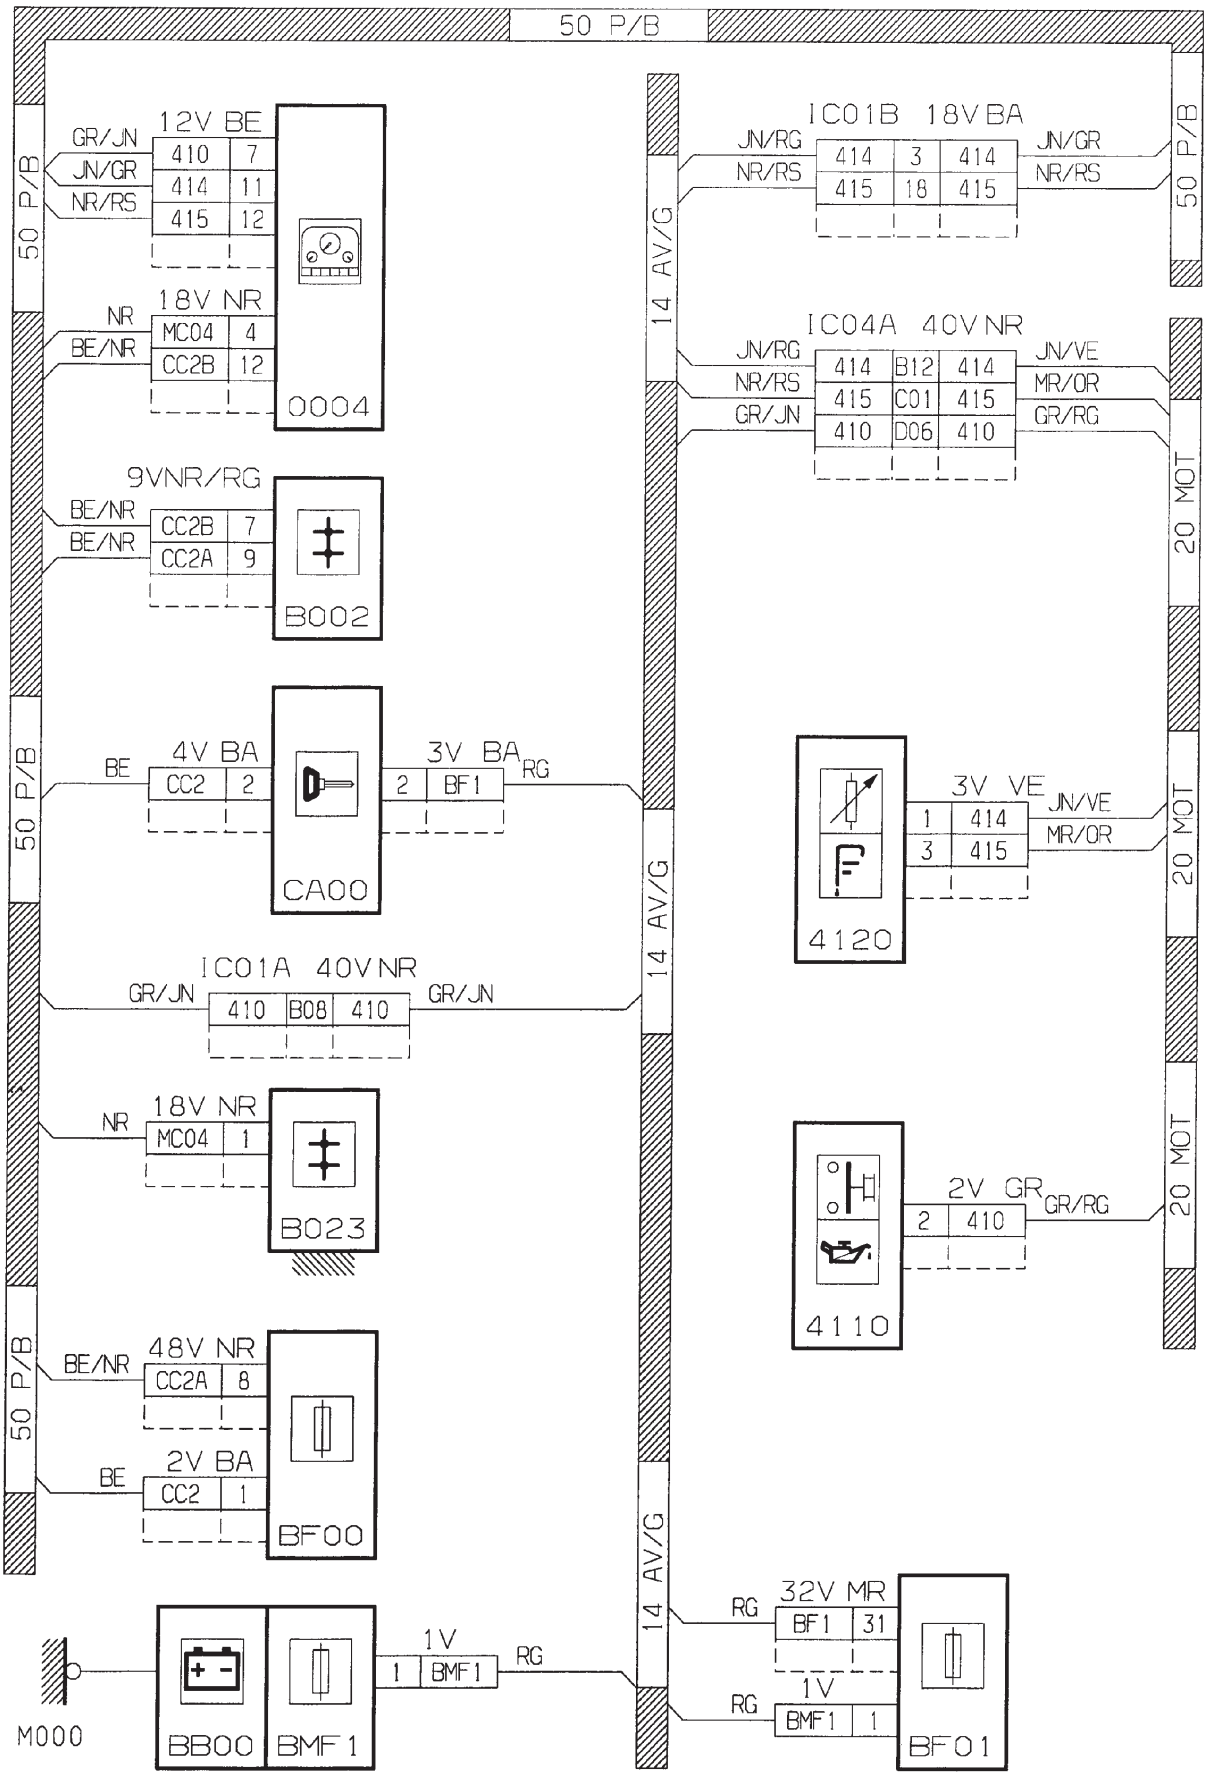 50 P/B
50 P/B
12V BE
GR/JN 410 7
JN/GR 414 11
NR/RS 415 12
18V NR
NR MC04 4
BE/NR CC2B 12
0004
9VNR/RG
BE/NR CC2B 7
BE/NR CC2A 9
B002
50 P/B
4V BA
BE CC2 2
CA00
3V BA
2 BF1 RG
IC01A 40VNR
GR/JN 410 B08 410 GR/JN
18V NR
NR MC04 1
B023
50 P/B
48V NR
BE/NR CC2A 8
2V BA
BE CC2 1
BF00
M000
+ -
BB00 BMF1
1V
1 BMF1 RG
14 AV/G
14 AV/G
14 AV/G
IC01B 18VBA
JN/RG 414 3 414 JN/GR
NR/RS 415 18 415 NR/RS
50 P/B
IC04A 40VNR
JN/RG 414 B12 414 JN/VE
NR/RS 415 C01 415 MR/OR
GR/JN 410 D06 410 GR/RG
20 MOT
3V VE
1 414 JN/VE
3 415 MR/OR
4120
20 MOT
2V GR
2 410 GR/RG
4110
20 MOT
32V MR
RG BF1 31
1V
RG BMF1 1
BF01